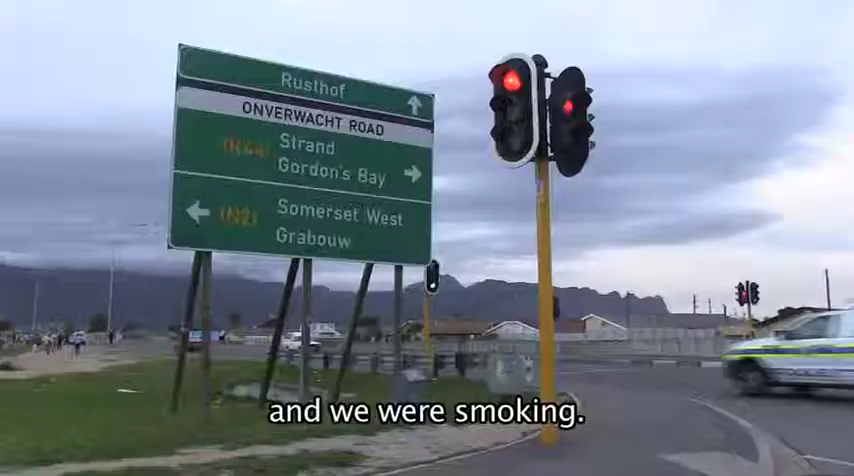 Rusthof
ONVERWACHT ROAD
(R44) Strand
Gordon's Bay
(N2) Somerset West
Grabouw
and we were smoking.